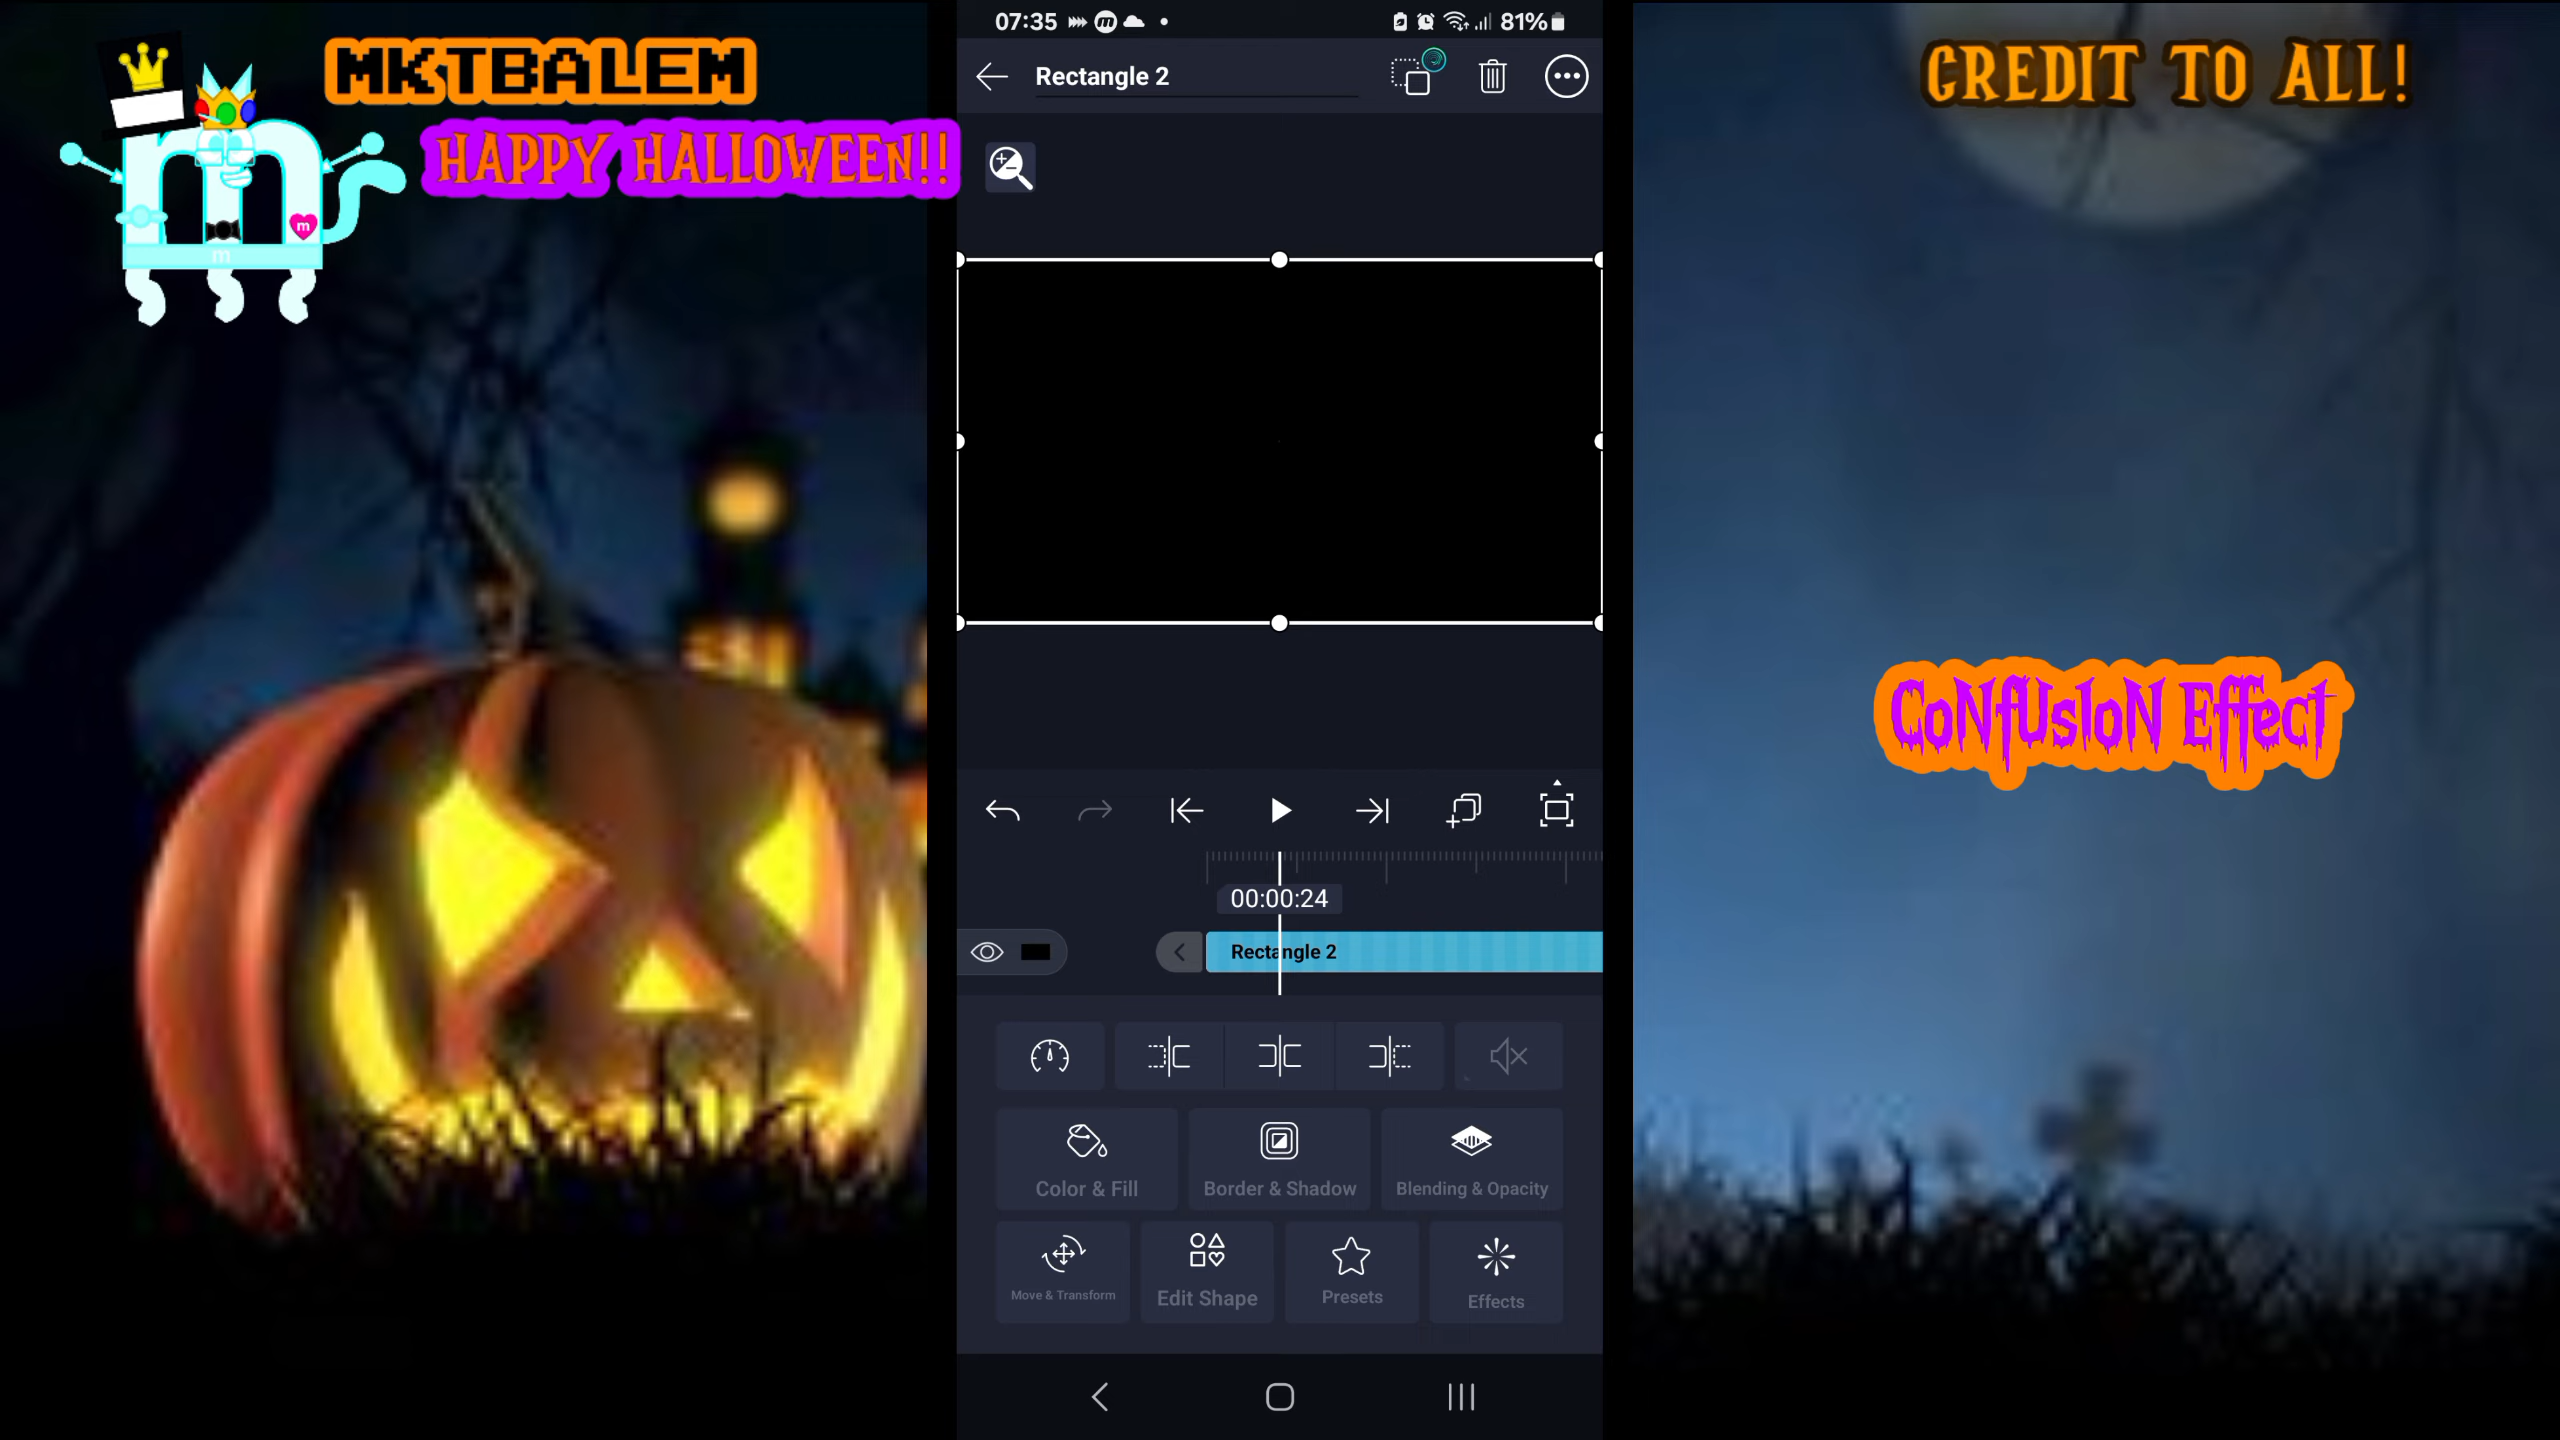 MKTBALEM
HAPPY HALLOWEEN!!
m
m
07:35
81%
Rectangle 2
CREDIT TO ALL!
CoNfUsIoN Effect
00:00:24
Rectangle 2
Color & Fill
Border & Shadow
Blending & Opacity
Move & Transform
Edit Shape
Presets
Effects